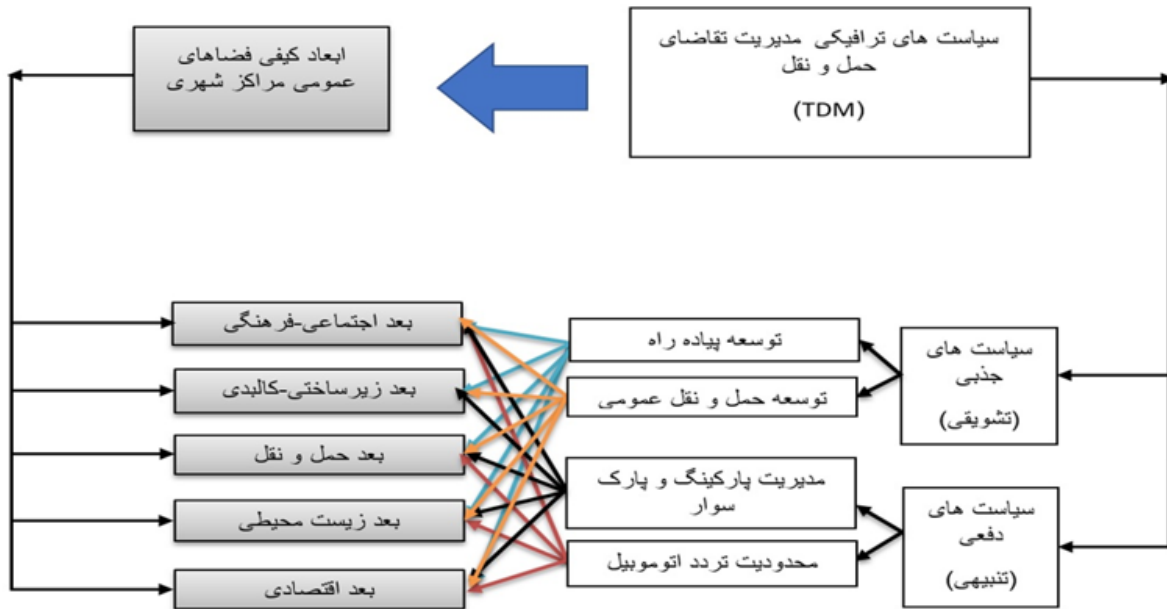 سیاست های ترافیکی مدیریت تقاضای
حمل و نقل
(TDM)
ابعاد کیفی فضاهای
عمومی مراکز شهری
سیاست های
جذبی
(تشویقی)
سیاست های
دفعی
(تنبیهی)
توسعه پیاده راه
توسعه حمل و نقل عمومی
مدیریت پارکینگ و پارک
سوار
محدودیت تردد اتوموبیل
بعد اجتماعی-فرهنگی
بعد زیرساختی-کالبدی
بعد حمل و نقل
بعد زیست محیطی
بعد اقتصادی